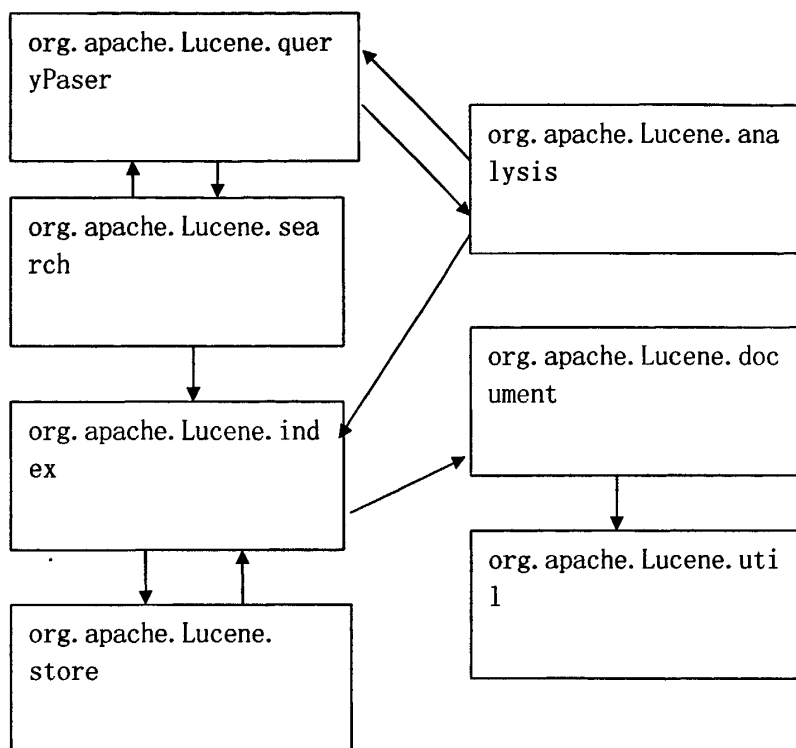 org.apache.Lucene.quer
yPaser
org.apache.Lucene.ana
lysis
org.apache.Lucene.sea
rch
org.apache.Lucene.doc
ument
org.apache.Lucene.ind
ex
org.apache.Lucene.uti
l
org.apache.Lucene.
store